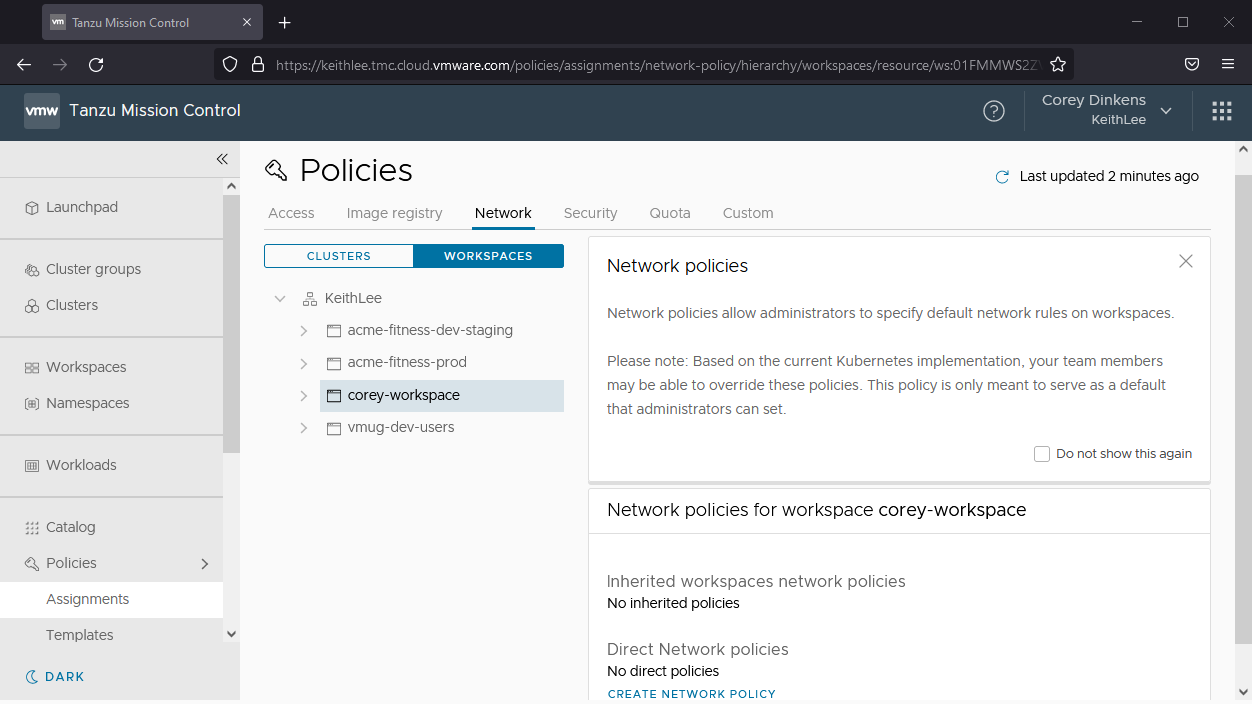 vm Tanzu Mission Control
https://keithlee.tmc.cloud.vmware.com/policies/assignments/network-policy/hierarchy/workspaces/resource/ws:01FMMWS2Z
vmw Tanzu Mission Control
Corey Dinkens
KeithLee
Launchpad
Cluster groups
Clusters
Workspaces
Namespaces
Workloads
Catalog
Policies
Assignments
Templates
DARK
Policies
Last updated 2 minutes ago
Access Image registry Network Security Quota Custom
CLUSTERS WORKSPACES
KeithLee
acme-fitness-dev-staging
acme-fitness-prod
corey-workspace
vmug-dev-users
Network policies
Network policies allow administrators to specify default network rules on workspaces.
Please note: Based on the current Kubernetes implementation, your team members
may be able to override these policies. This policy is only meant to serve as a default
that administrators can set.
Do not show this again
Network policies for workspace corey-workspace
Inherited workspaces network policies
No inherited policies
Direct Network policies
No direct policies
CREATE NETWORK POLICY